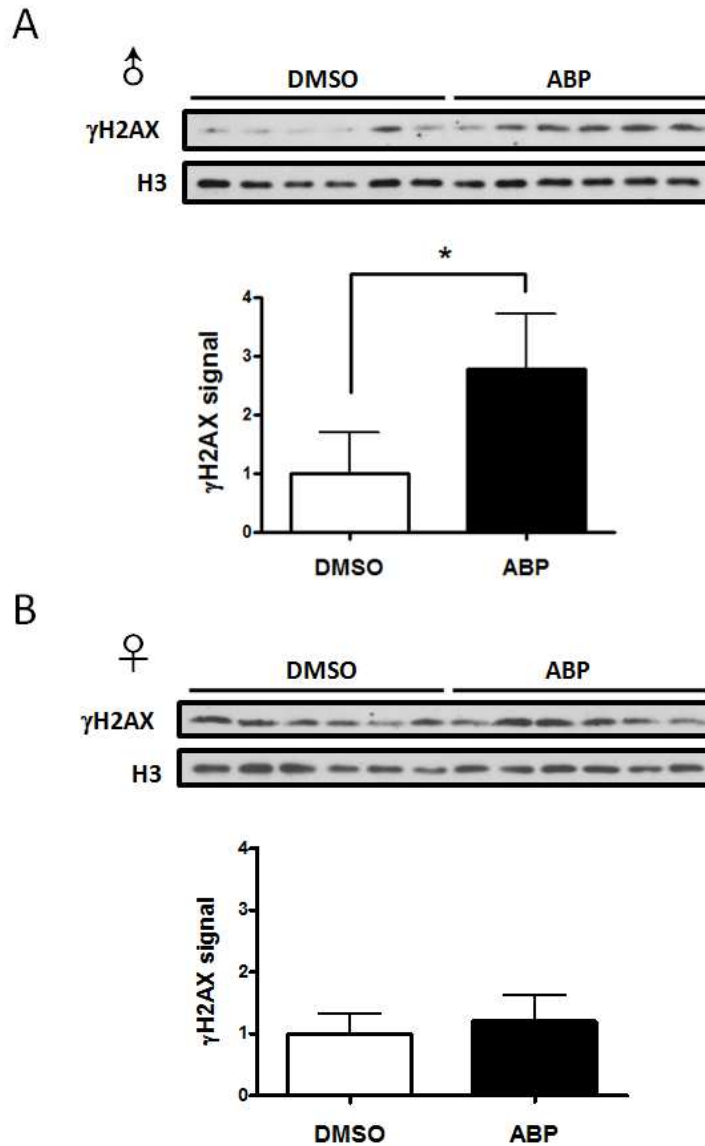 A
♂ DMSO ABP
γH2AX
H3
*
4
3
2
1
0
γH2AX signal
DMSO ABP
B
♀ DMSO ABP
γH2AX
H3
4
3
2
1
0
γH2AX signal
DMSO ABP